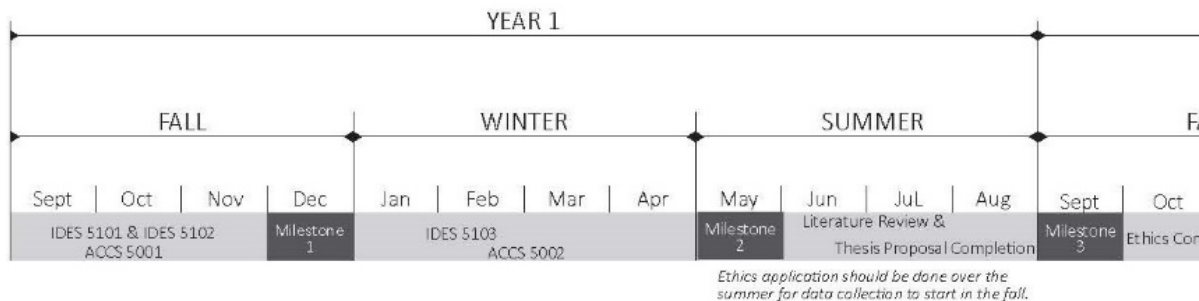 YEAR 1
FALL WINTER SUMMER
Sept Oct Nov Dec Jan Feb Mar Apr May Jun JuL Aug Sept Oct
IDES 5101 & IDES 5102
ACCS 5001
Milestone
1
IDES 5103
ACCS 5002
Milestone
2
Literature Review &
Thesis Proposal Completion
Milestone
3
Ethics
Ethics application should be done over the
summer for data collection to start in the fall.